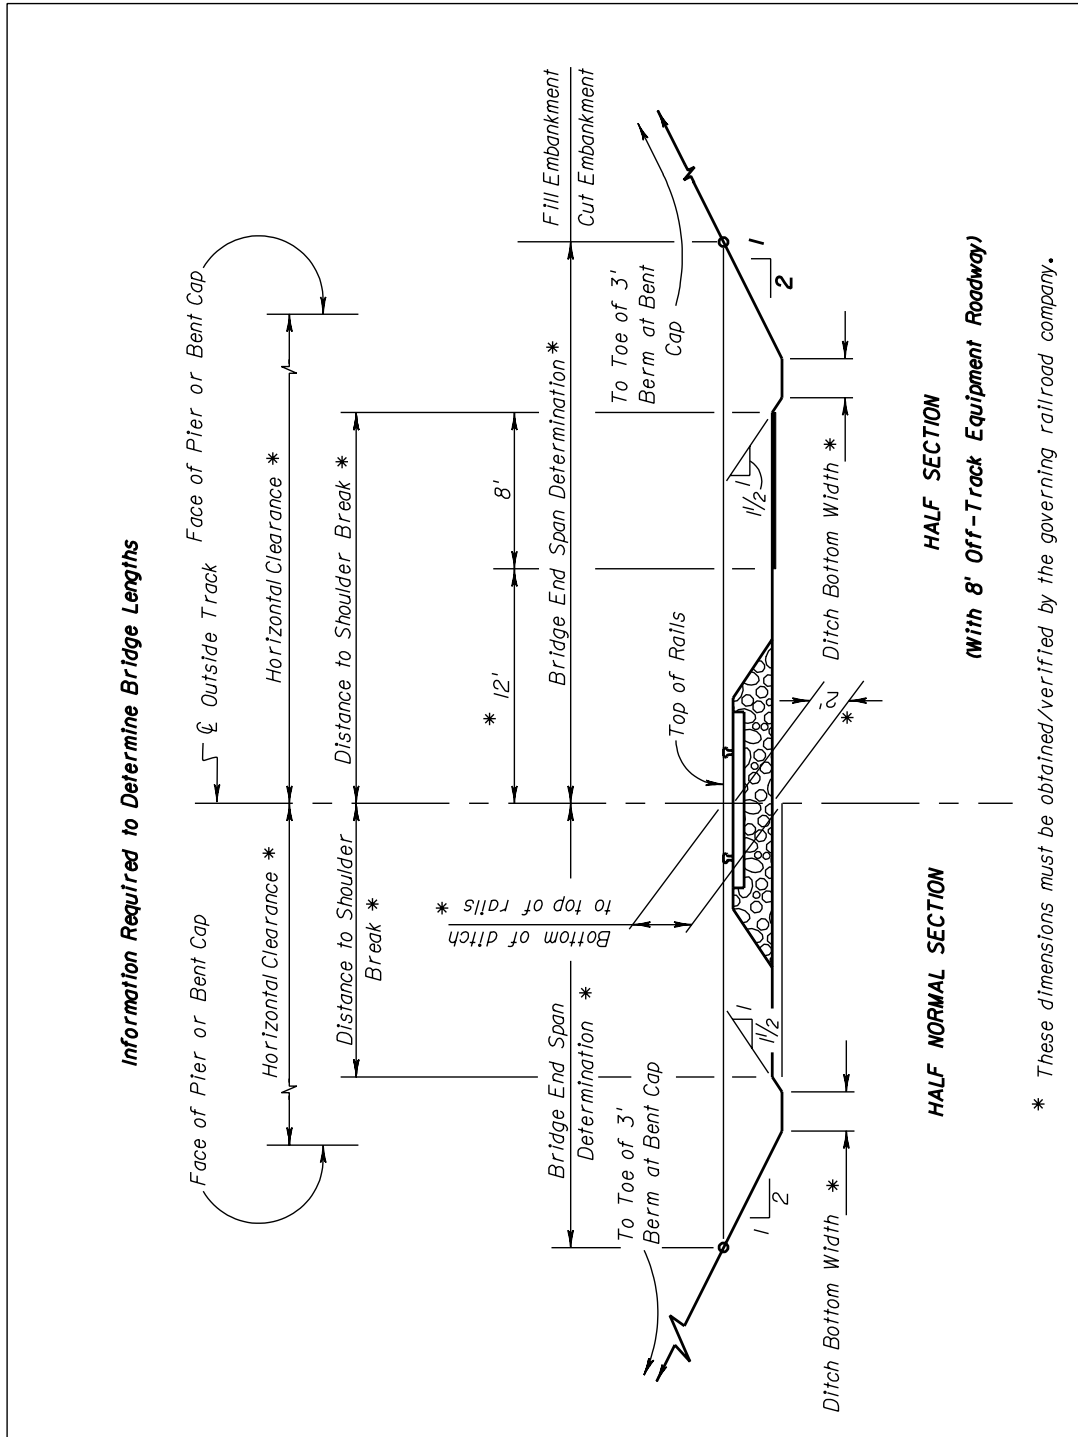 Information Required to Determine Bridge Lengths
Face of Pier or Bent Cap
℄ Outside Track
Face of Pier or Bent Cap
Horizontal Clearance *
Horizontal Clearance *
Distance to Shoulder
Break *
Distance to Shoulder Break *
Bottom of ditch
to top of rails *
* 12'
8'
Bridge End Span
Determination *
Bridge End Span Determination *
Fill Embankment
Cut Embankment
To Toe of 3'
Berm at Bent Cap
Top of Rails
To Toe of 3'
Berm at Bent
Cap
1
2
1
1½
1
1½
1
2
2'
*
Ditch Bottom Width *
Ditch Bottom Width *
HALF NORMAL SECTION
HALF SECTION
(With 8' Off-Track Equipment Roadway)
* These dimensions must be obtained/verified by the governing railroad company.